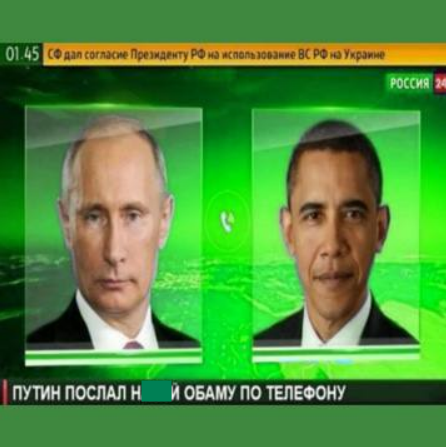 01.45 СФ дал согласие Президенту РФ на использование ВС РФ на Украине
РОССИЯ 24
ПУТИН ПОСЛАЛ Н Й ОБАМУ ПО ТЕЛЕФОНУ